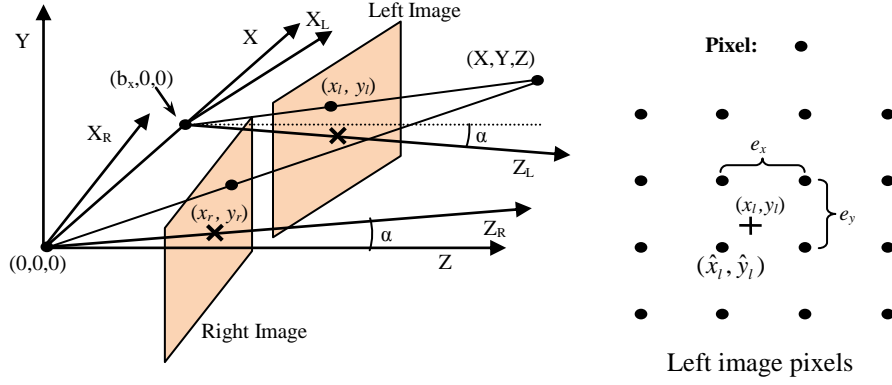 Left Image
X_L
X
Y
(X,Y,Z)
Pixel:
(b_x,0,0)
(x_l, y_l)
X_R
α
e_x
Z_L
(x_r, y_r)
(x_l,y_l)
e_y
Z_R
α
(0,0,0)
Z
(x̂_l, ŷ_l)
Right Image
Left image pixels